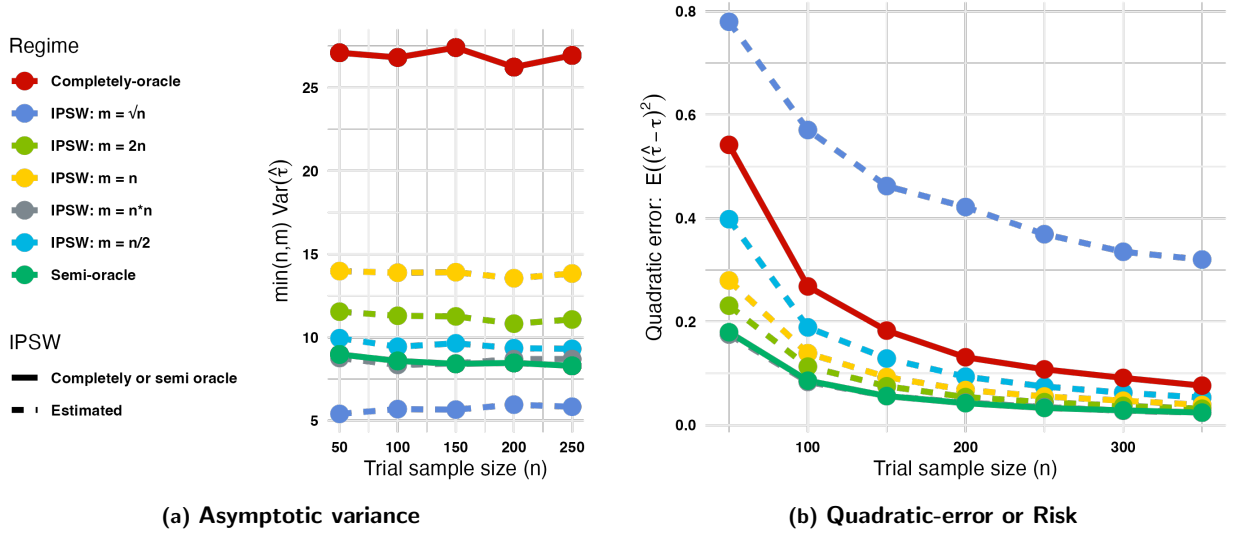 Regime
Completely-oracle
IPSW: m = √n
IPSW: m = 2n
IPSW: m = n
IPSW: m = n*n
IPSW: m = n/2
Semi-oracle
IPSW
Completely or semi oracle
Estimated
min(n,m) Var(τ̂)
25
20
15
10
5
50 100 150 200 250
Trial sample size (n)
(a) Asymptotic variance
Quadratic error: E((τ̂ − τ)²)
0.8
0.6
0.4
0.2
0.0
100 200 300
Trial sample size (n)
(b) Quadratic-error or Risk